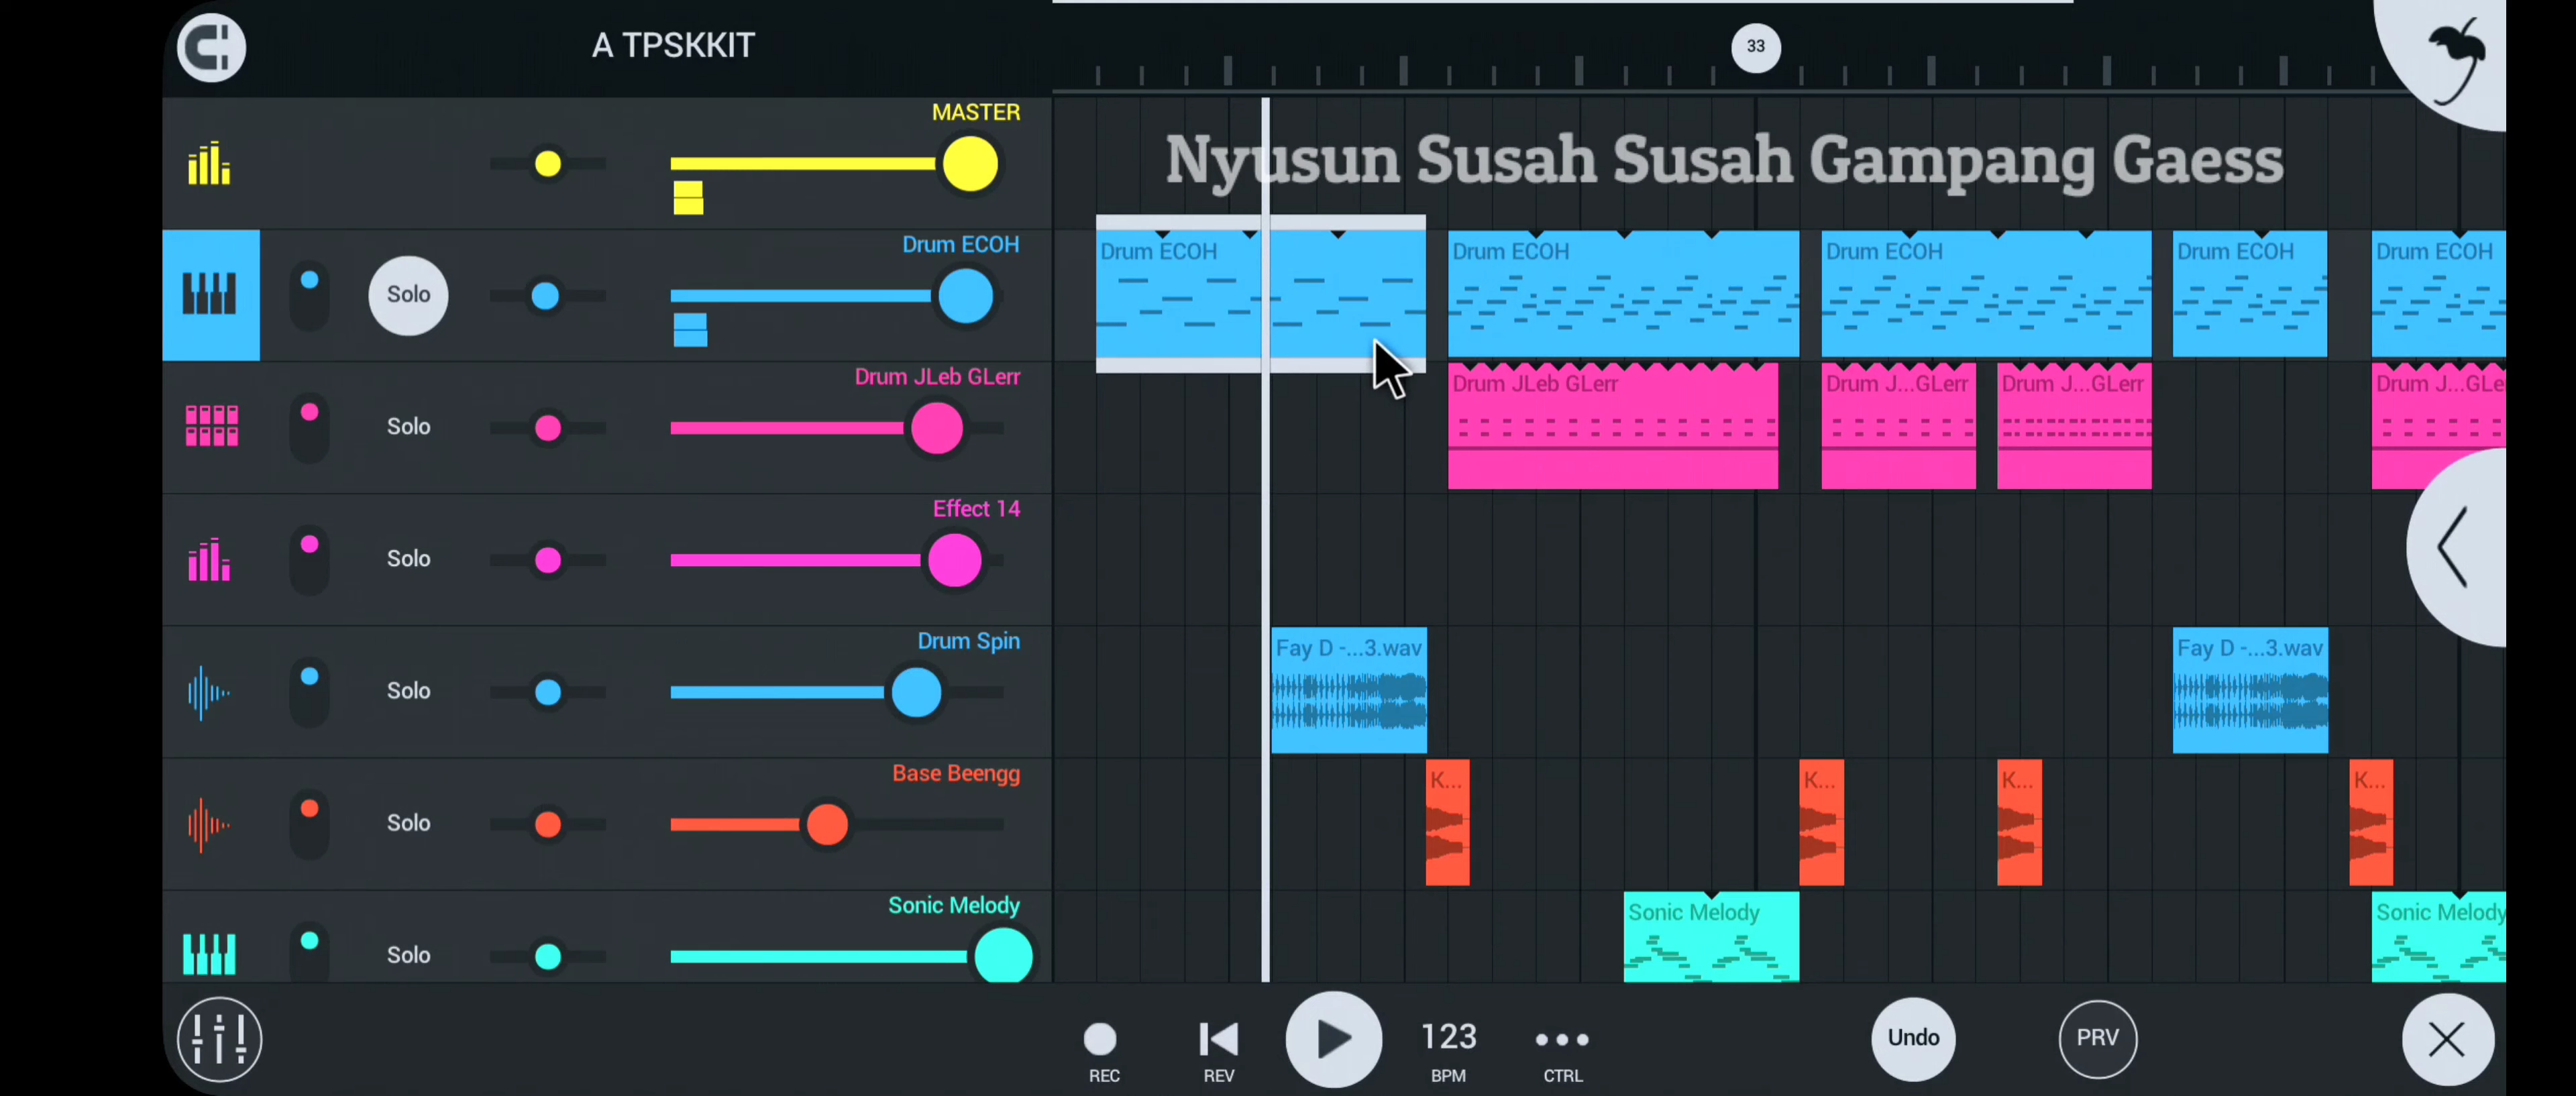 A TPSKKIT
33
MASTER
Nyusun Susah Susah Gampang Gaess
Drum ECOH
Solo
Drum ECOH
Drum ECOH
Drum ECOH
Drum ECOH
Drum ECOH
Drum JLeb GLerr
Solo
Drum JLeb GLerr
Drum J...GLerr
Drum J...GLerr
Drum J...GLe
Effect 14
Solo
Drum Spin
Solo
Fay D -...3.wav
Fay D -...3.wav
Base Beengg
Solo
K...
K...
K...
K...
Sonic Melody
Solo
Sonic Melody
Sonic Melody
REC
REV
123
BPM
CTRL
Undo
PRV